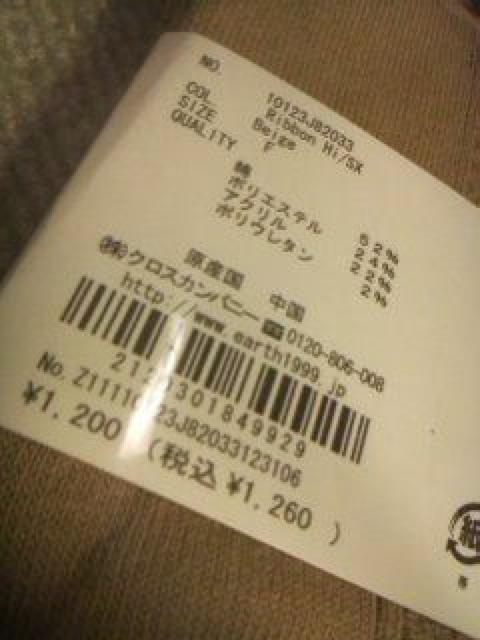 NO. 10123J82033
Ribbon Hi/SX
COL Beige
SIZE F
QUALITY
綿 52%
ポリエステル 24%
アクリル 22%
ポリウレタン 2%
原産国 中国
㈱クロスカンパニー ☎0120-806-008
http://www.earth1999.jp
No.Z11110123J82033123106
¥1,200 (税込 ¥1,260 )
紙